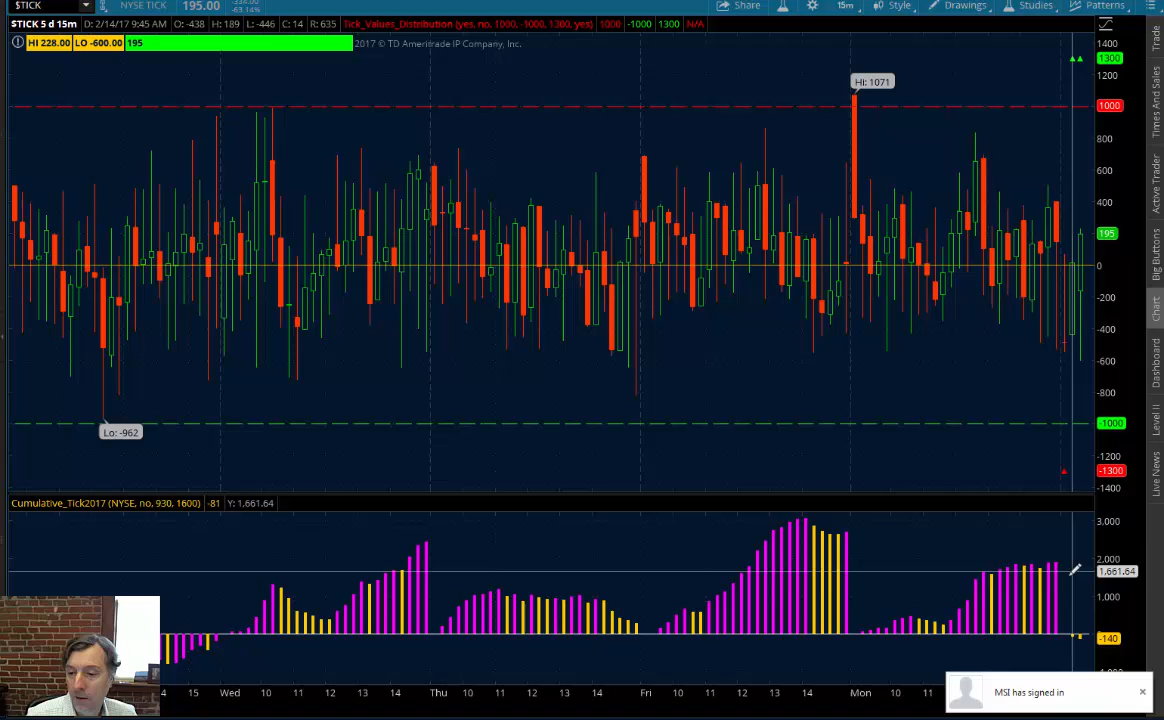 $TICK NYSE TICK 195.00 -63.14% Share 15m Style Drawings Studies Patterns
$TICK 5 d 15m D: 2/14/17 9:45 AM O: -438 H: 189 L: -446 C: 14 R: 635 Tick_Values_Distribution (yes, no, 1000, -1000, 1300, yes) 1000 -1000 1300 N/A
HI 228.00 LO -600.00 195 2017 © TD Ameritrade IP Company, Inc.
1400
1300
1200
Hi: 1071
1000
800
600
400
195
0
-200
-400
-600
-800
Lo: -962
-1000
-1200
-1300
-1400
Cumulative_Tick2017 (NYSE, no, 930, 1600) -81 Y: 1,661.64
3,000
2,000
1,661.64
1,000
-140
4 15 Wed 10 11 12 13 14 Thu 10 11 12 13 14 Fri 10 11 12 13 14 Mon 10 11
MSI has signed in
Trade
Times And Sales
Active Trader
Big Buttons
Chart
Dashboard
Level II
Live News